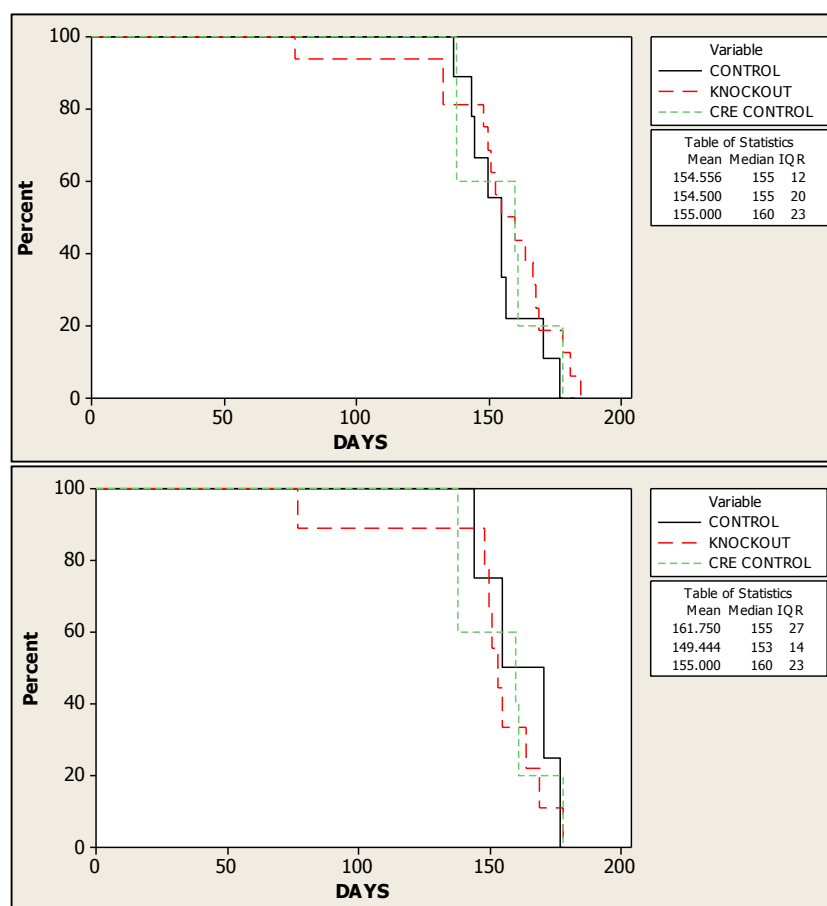 100
80
60
40
20
0
Percent
0 50 100 150 200
DAYS
Variable
CONTROL
KNOCKOUT
CRE CONTROL
Table of Statistics
Mean Median IQR
154.556 155 12
154.500 155 20
155.000 160 23
100
80
60
40
20
0
Percent
0 50 100 150 200
DAYS
Variable
CONTROL
KNOCKOUT
CRE CONTROL
Table of Statistics
Mean Median IQR
161.750 155 27
149.444 153 14
155.000 160 23